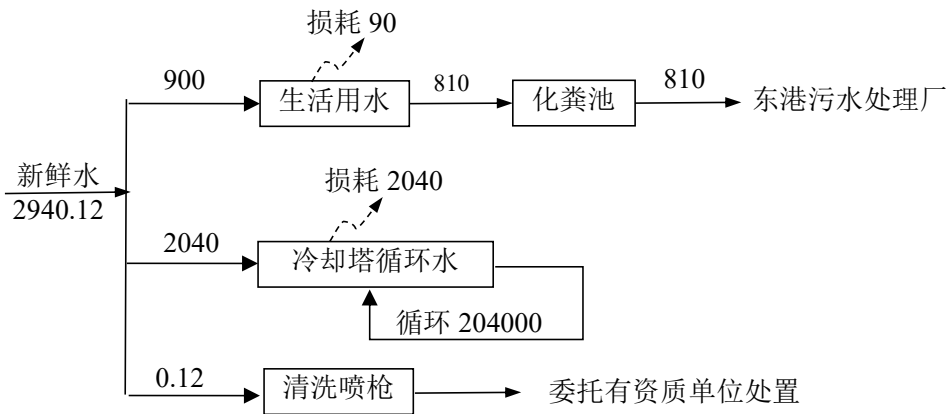 损耗 90
900
生活用水
810
化粪池
810
东港污水处理厂
新鲜水
2940.12
损耗 2040
2040
冷却塔循环水
循环 204000
0.12
清洗喷枪
委托有资质单位处置